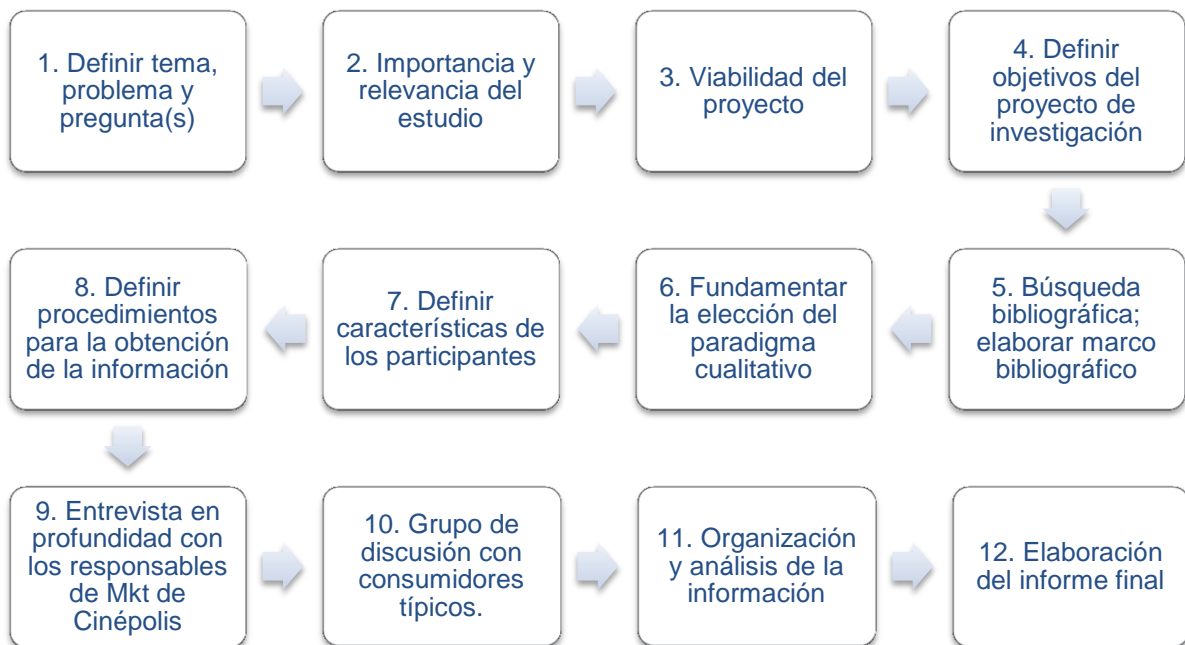 1. Definir tema,
problema y
pregunta(s)
2. Importancia y
relevancia del
estudio
3. Viabilidad del
proyecto
4. Definir
objetivos del
proyecto de
investigación
5. Búsqueda
bibliográfica;
elaborar marco
bibliográfico
6. Fundamentar
la elección del
paradigma
cualitativo
7. Definir
características de
los participantes
8. Definir
procedimientos
para la obtención
de la información
9. Entrevista en
profundidad con
los responsables
de Mkt de
Cinépolis
10. Grupo de
discusión con
consumidores
típicos.
11. Organización
y análisis de la
información
12. Elaboración
del informe final